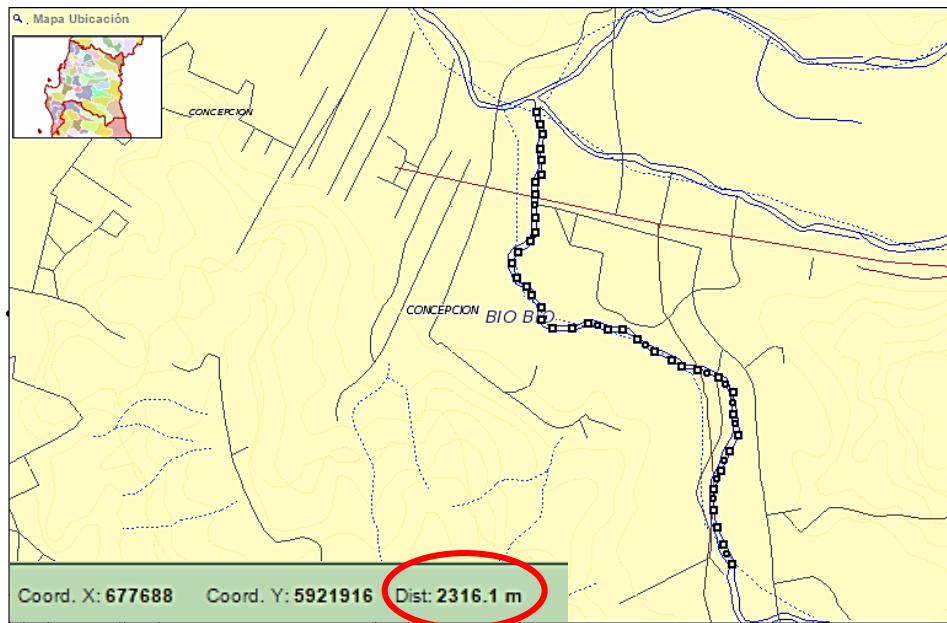 Mapa Ubicación
CONCEPCION
CONCEPCION
BIO BIO
Coord. X: 677688 Coord. Y: 5921916 Dist: 2316.1 m